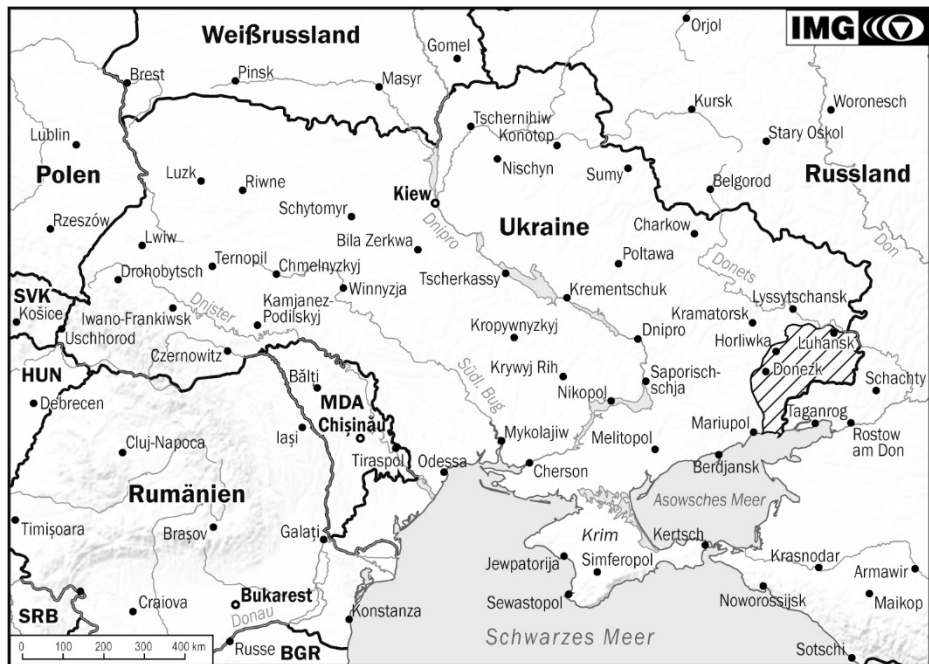 IMG
Weißrussland
Gomel
Orjol
Brest
Pinsk
Masyr
Kursk
Woronesch
Tschernihiw
Konotop
Stary Oskol
Lublin
Nischyn
Sumy
Polen
Luzk
Riwne
Belgorod
Russland
Kiew
Schytomyr
Ukraine
Rzeszów
Charkow
Lwiw
Bila Zerkwa
Dnipro
Poltawa
Don
Ternopil
Chmelnyzkyj
Tscherkassy
Donets
Drohobytsch
Winnyzja
Krementschuk
Lyssytschansk
SVK
Košice
Dnister
Kamjanez-
Podilskyj
Iwano-Frankiwsk
Kropywnyzkyj
Kramatorsk
Uschhorod
Dnipro
Horliwka
Luhansk
Czernowitz
HUN
Bălti
Krywyj Rih
Donezk
Saporisch-
schja
Schachty
Debrecen
MDA
Südl. Bug
Nikopol
Chișinău
Iași
Mykolajiw
Melitopol
Mariupol
Taganrog
Rostow
am Don
Cluj-Napoca
Tiraspol
Odessa
Cherson
Berdjansk
Rumänien
Asowsches Meer
Timișoara
Brașov
Galați
Krim
Kertsch
Jewpatorija
Simferopol
Krasnodar
Armawir
Sewastopol
Noworossijsk
Maikop
Bukarest
Craiova
Donau
Konstanza
SRB
Schwarzes Meer
Russe
BGR
Sotschi
0 100 200 300 400 km